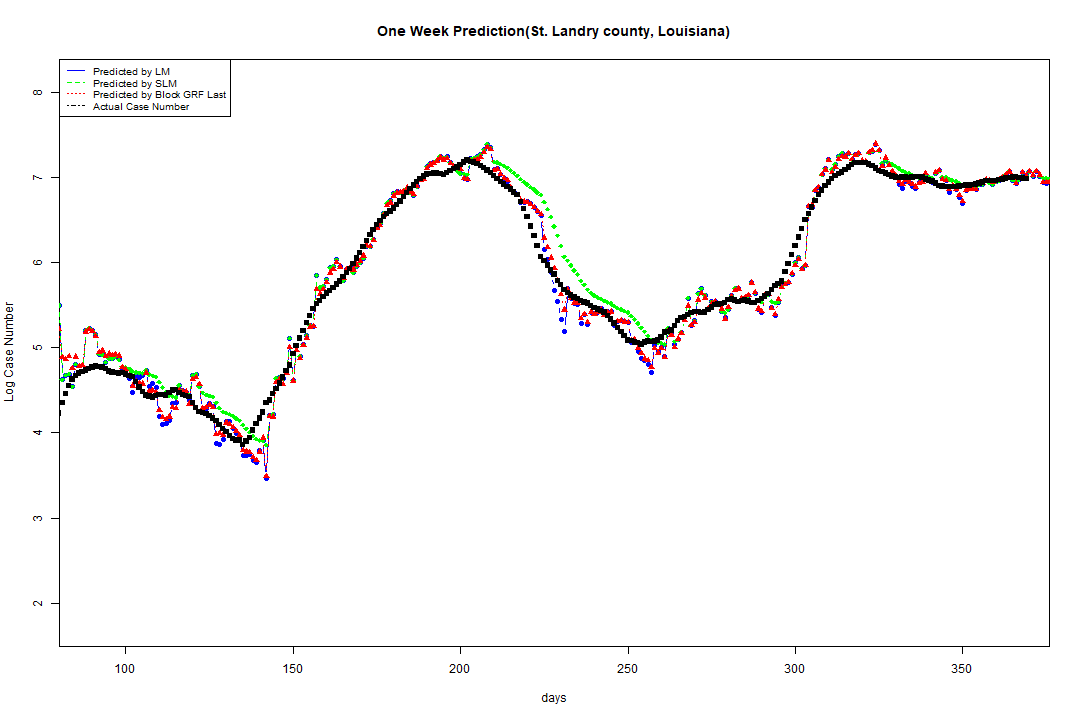 One Week Prediction(St. Landry county, Louisiana)
Predicted by LM
Predicted by SLM
Predicted by Block GRF Last
Actual Case Number
Log Case Number
8
7
6
5
4
3
2
100 150 200 250 300 350
days